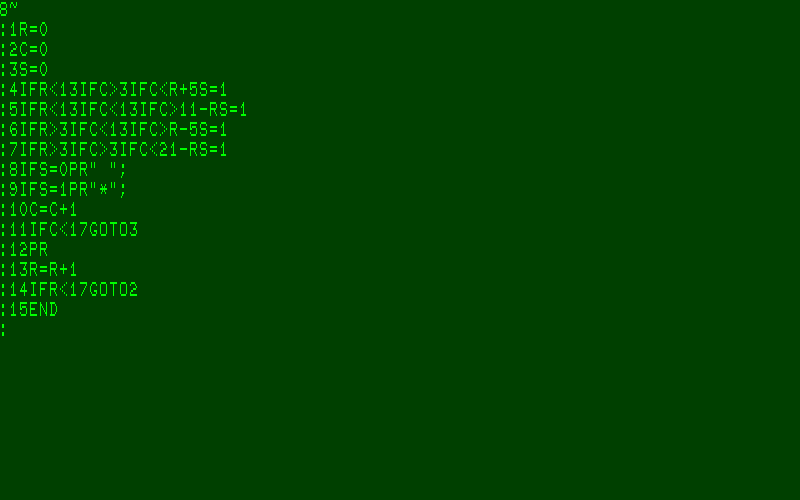 8~
:1R=0
:2C=0
:3S=0
:4IFR<13IFC>3IFC<R+5S=1
:5IFR<13IFC<13IFC>11-RS=1
:6IFR>3IFC<13IFC>R-5S=1
:7IFR>3IFC>3IFC<21-RS=1
:8IFS=0PR" ";
:9IFS=1PR"*";
:10C=C+1
:11IFC<17GOTO3
:12PR
:13R=R+1
:14IFR<17GOTO2
:15END
: